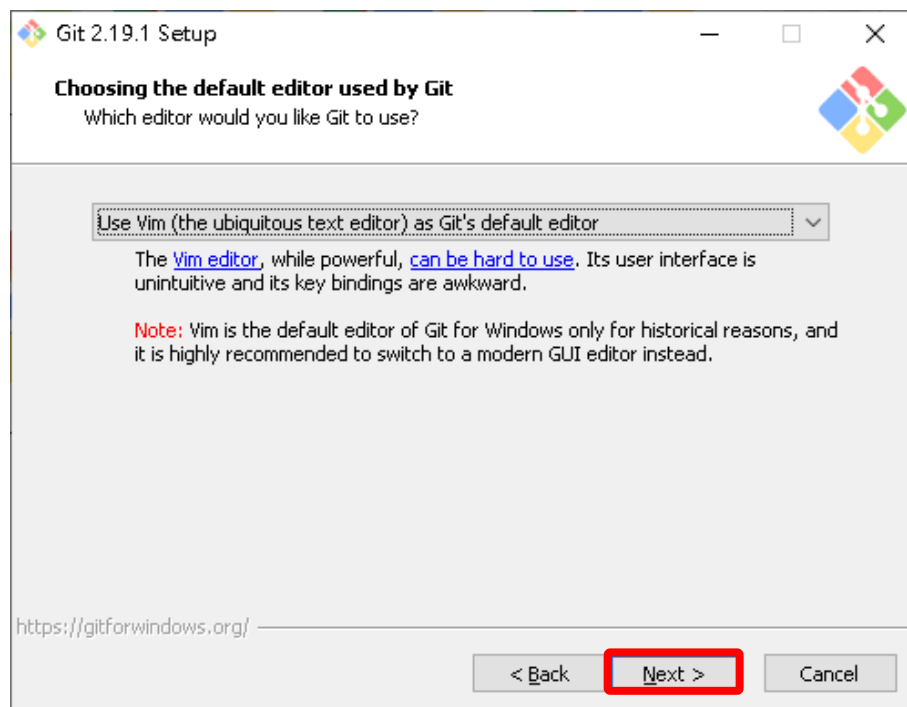 Git 2.19.1 Setup
Choosing the default editor used by Git
Which editor would you like Git to use?
Use Vim (the ubiquitous text editor) as Git's default editor
The Vim editor, while powerful, can be hard to use. Its user interface is
unintuitive and its key bindings are awkward.
Note: Vim is the default editor of Git for Windows only for historical reasons, and
it is highly recommended to switch to a modern GUI editor instead.
https://gitforwindows.org/
< Back
Next >
Cancel